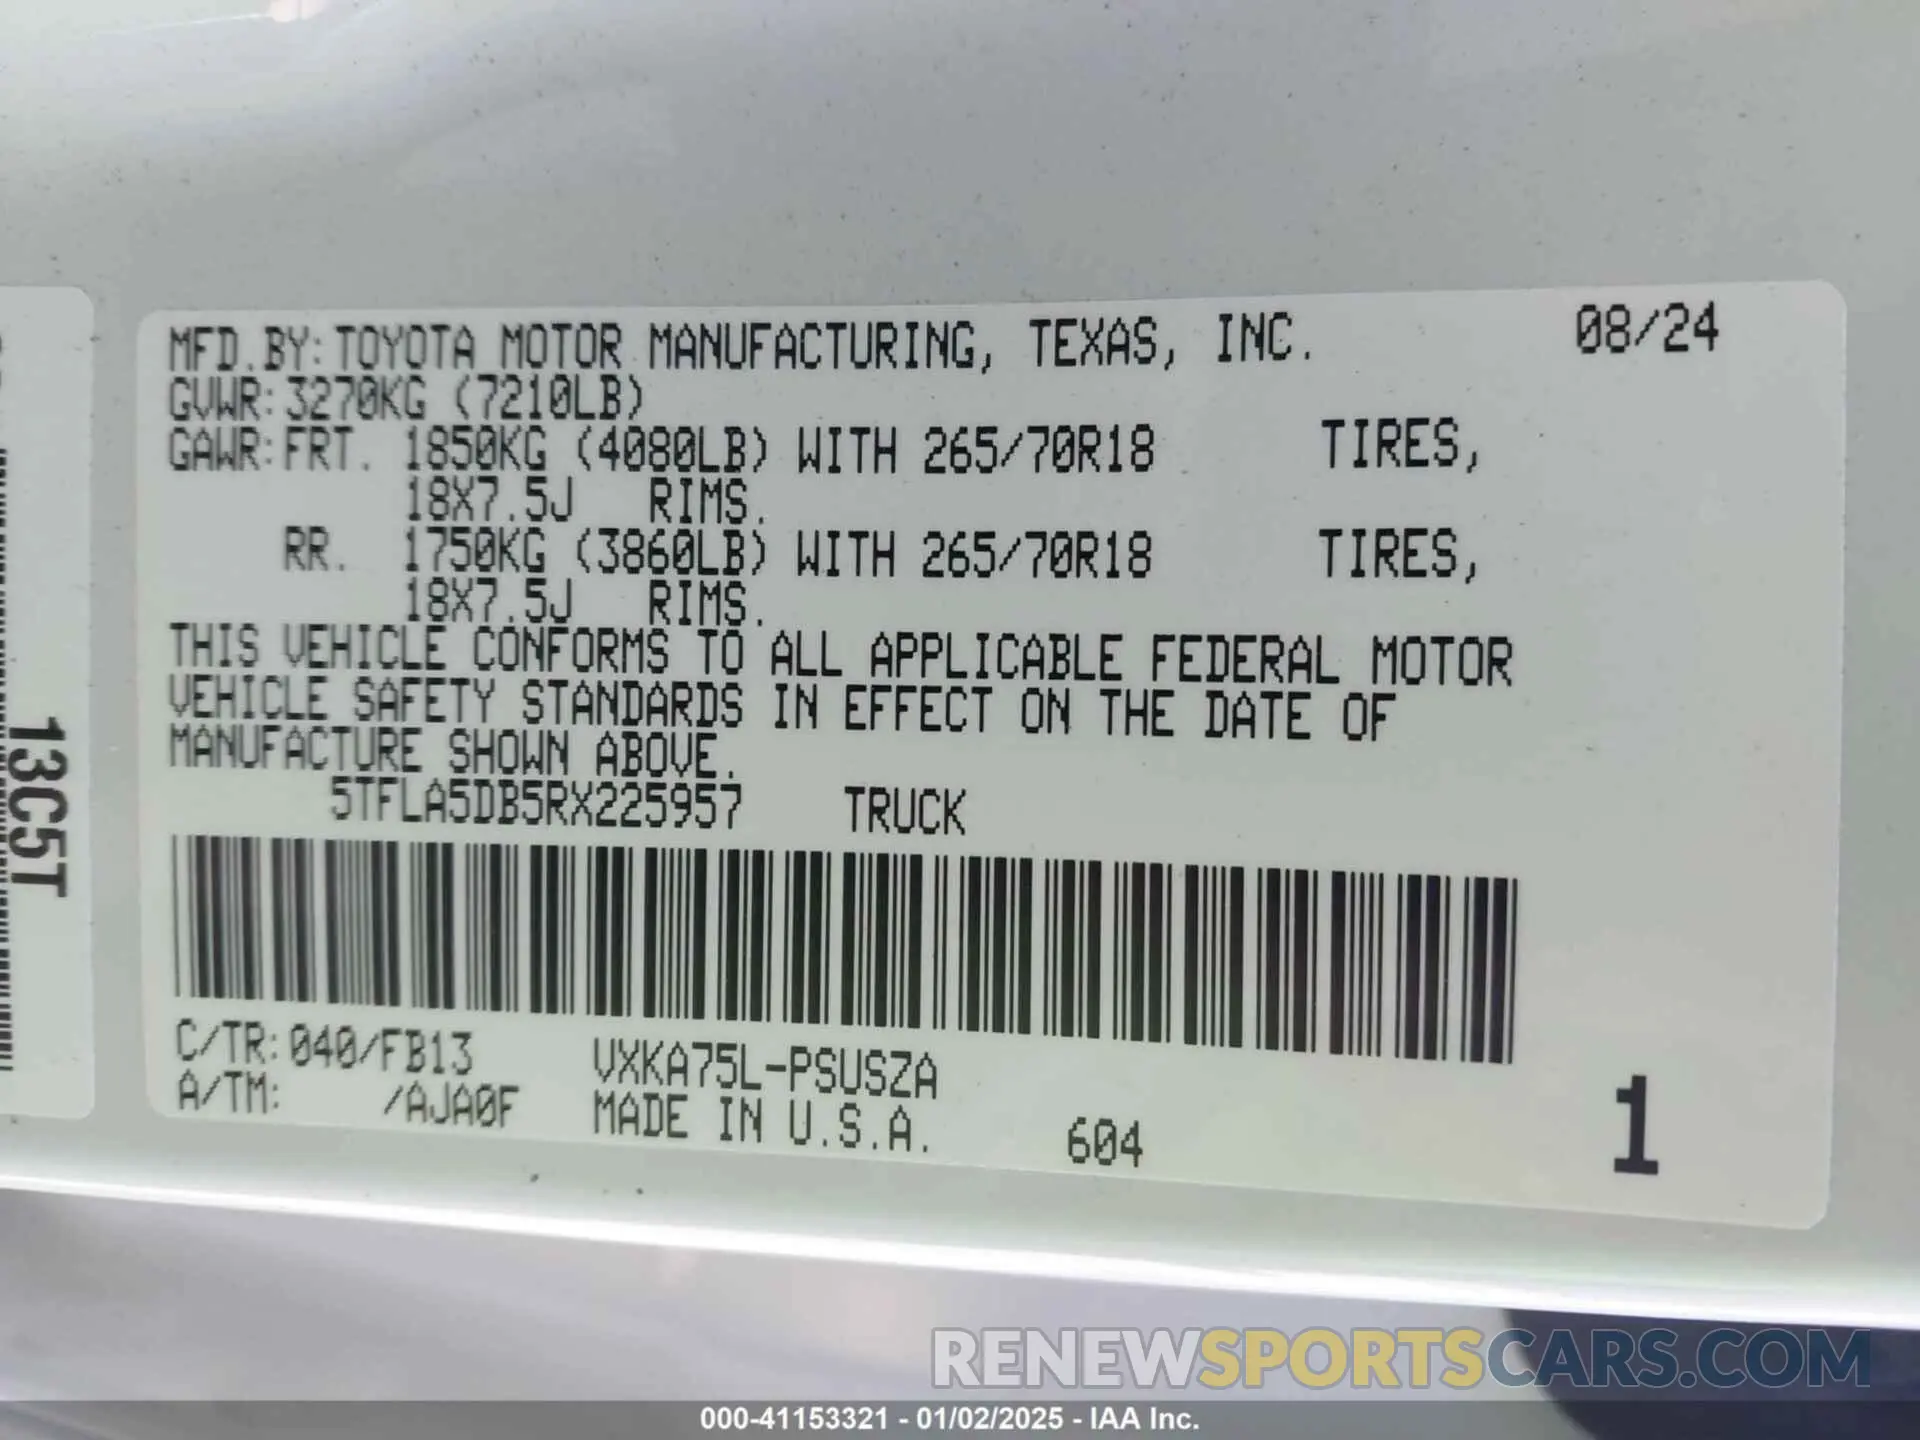 MFD.BY:TOYOTA MOTOR MANUFACTURING, TEXAS, INC. 08/24
GVWR:3270KG (7210LB)
GAWR:FRT. 1850KG (4080LB) WITH 265/70R18 TIRES,
18X7.5J RIMS.
RR. 1750KG (3860LB) WITH 265/70R18 TIRES,
18X7.5J RIMS.
THIS VEHICLE CONFORMS TO ALL APPLICABLE FEDERAL MOTOR
VEHICLE SAFETY STANDARDS IN EFFECT ON THE DATE OF
MANUFACTURE SHOWN ABOVE.
5TFLA5DB5RX225957 TRUCK
C/TR:040/FB13 VXKA75L-PSUSZA
A/TM: /AJA0F MADE IN U.S.A. 604
1
13C5T
RENEWSPORTSCARS.COM
000-41153321 - 01/02/2025 - IAA Inc.